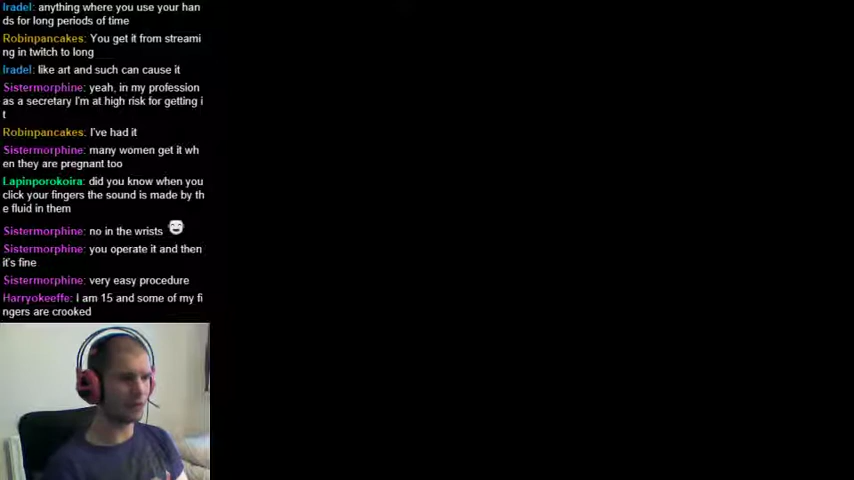 Iradel: anything where you use your han
ds for long periods of time
Robinpancakes: You get it from streami
ng in twitch to long
Iradel: like art and such can cause it
Sistermorphine: yeah, in my profession
as a secretary I'm at high risk for getting i
t
Robinpancakes: I've had it
Sistermorphine: many women get it wh
en they are pregnant too
Lapinporokoira: did you know when you
click your fingers the sound is made by th
e fluid in them
Sistermorphine: no in the wrists
Sistermorphine: you operate it and then
it's fine
Sistermorphine: very easy procedure
Harryokeeffe: I am 15 and some of my fi
ngers are crooked